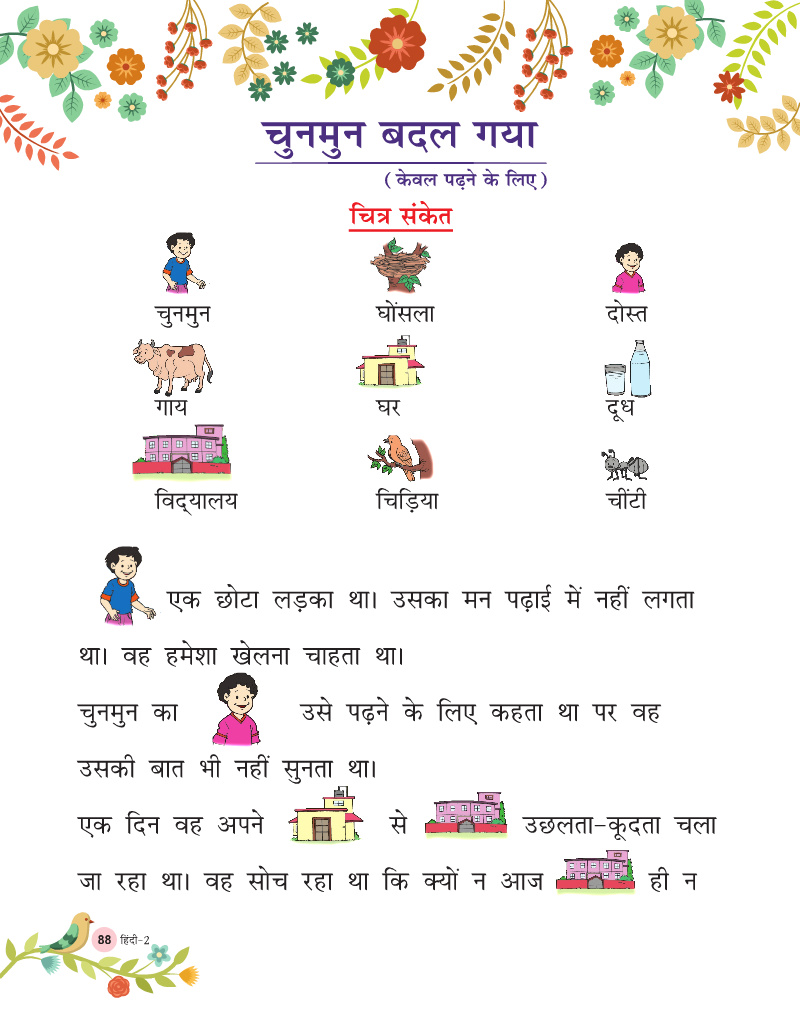 चुनमुन बदल गया
(केवल पढ़ने के लिए)
चित्र संकेत
चुनमुन घोंसला दोस्त
गाय घर दूध
विद्यालय चिड़िया चींटी
एक छोटा लड़का था। उसका मन पढ़ाई में नहीं लगता
था। वह हमेशा खेलना चाहता था।
चुनमुन का उसे पढ़ने के लिए कहता था पर वह
उसकी बात भी नहीं सुनता था।
एक दिन वह अपने से उछलता-कूदता चला
जा रहा था। वह सोच रहा था कि क्यों न आज ही न
88 हिंदी-2